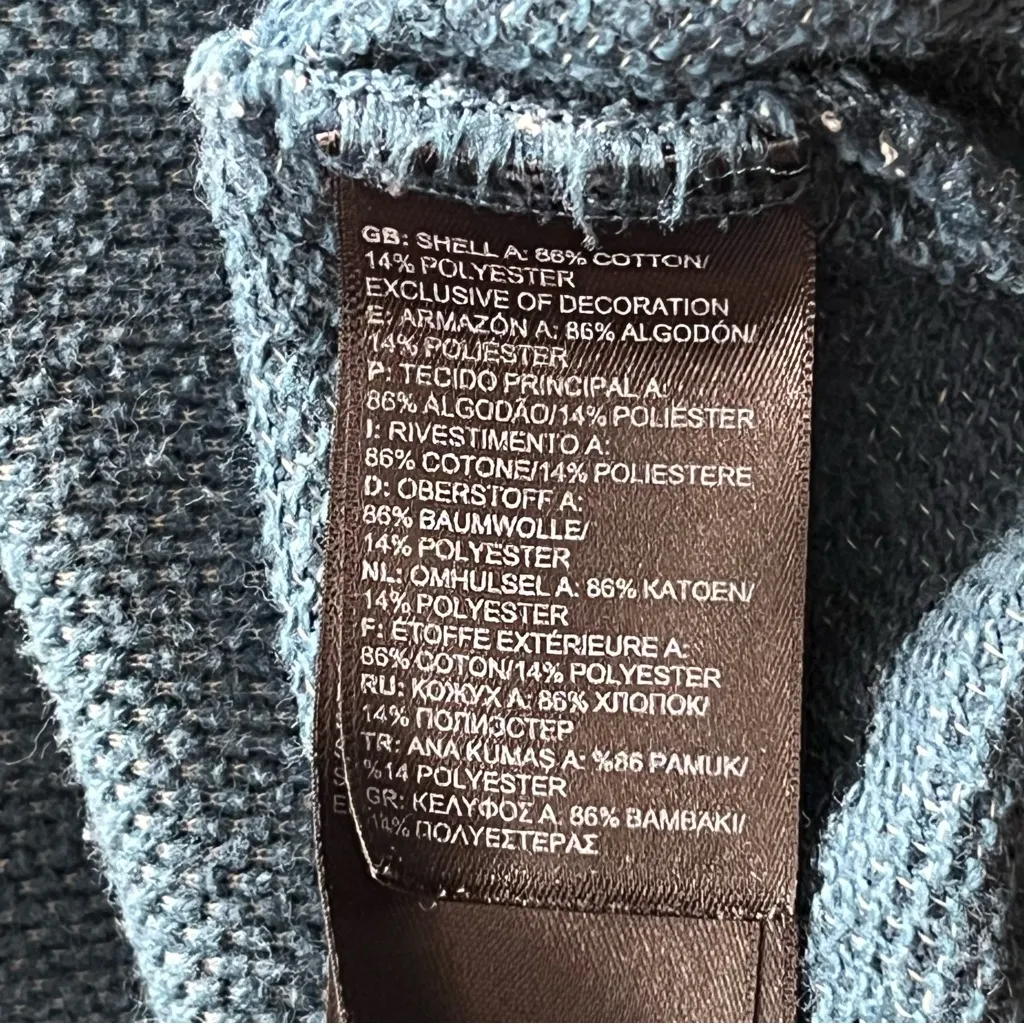 GB: SHELL A: 86% COTTON/
14% POLYESTER
EXCLUSIVE OF DECORATION
E: ARMAZÓN A: 86% ALGODÓN/
14% POLIÉSTER
P: TECIDO PRINCIPAL A:
86% ALGODÃO/14% POLIÉSTER
I: RIVESTIMENTO A:
86% COTONE/14% POLIESTERE
D: OBERSTOFF A:
86% BAUMWOLLE/
14% POLYESTER
NL: OMHULSEL A: 86% KATOEN/
14% POLYESTER
F: ÉTOFFE EXTÉRIEURE A:
86% COTON/14% POLYESTER
RU: КОЖУХ A: 86% ХЛОПОК/
14% ПОЛИЭСТЕР
TR: ANA KUMAŞ A: %86 PAMUK/
%14 POLYESTER
GR: ΚΕΛΥΦΟΣ A: 86% ΒΑΜΒΑΚΙ/
14% ΠΟΛΥΕΣΤΕΡΑΣ